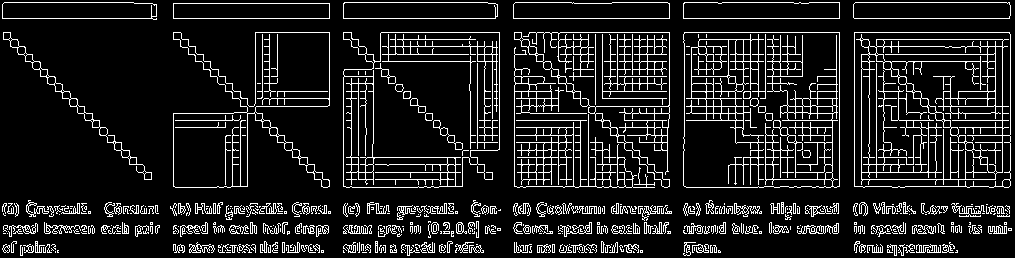 (a) Greyscale. Constant
speed between each pair
of points.
(b) Half greyscale. Const.
speed in each half, drops
to zero across the halves.
(c) Flat greyscale. Con-
stant grey in [0.2,0.8] re-
sults in a speed of zero.
(d) Cool/warm divergent.
Const. speed in each half,
but not across halves.
(e) Rainbow. High speed
around blue, low around
green.
(f) Viridis. Low variations
in speed result in its uni-
form appearance.